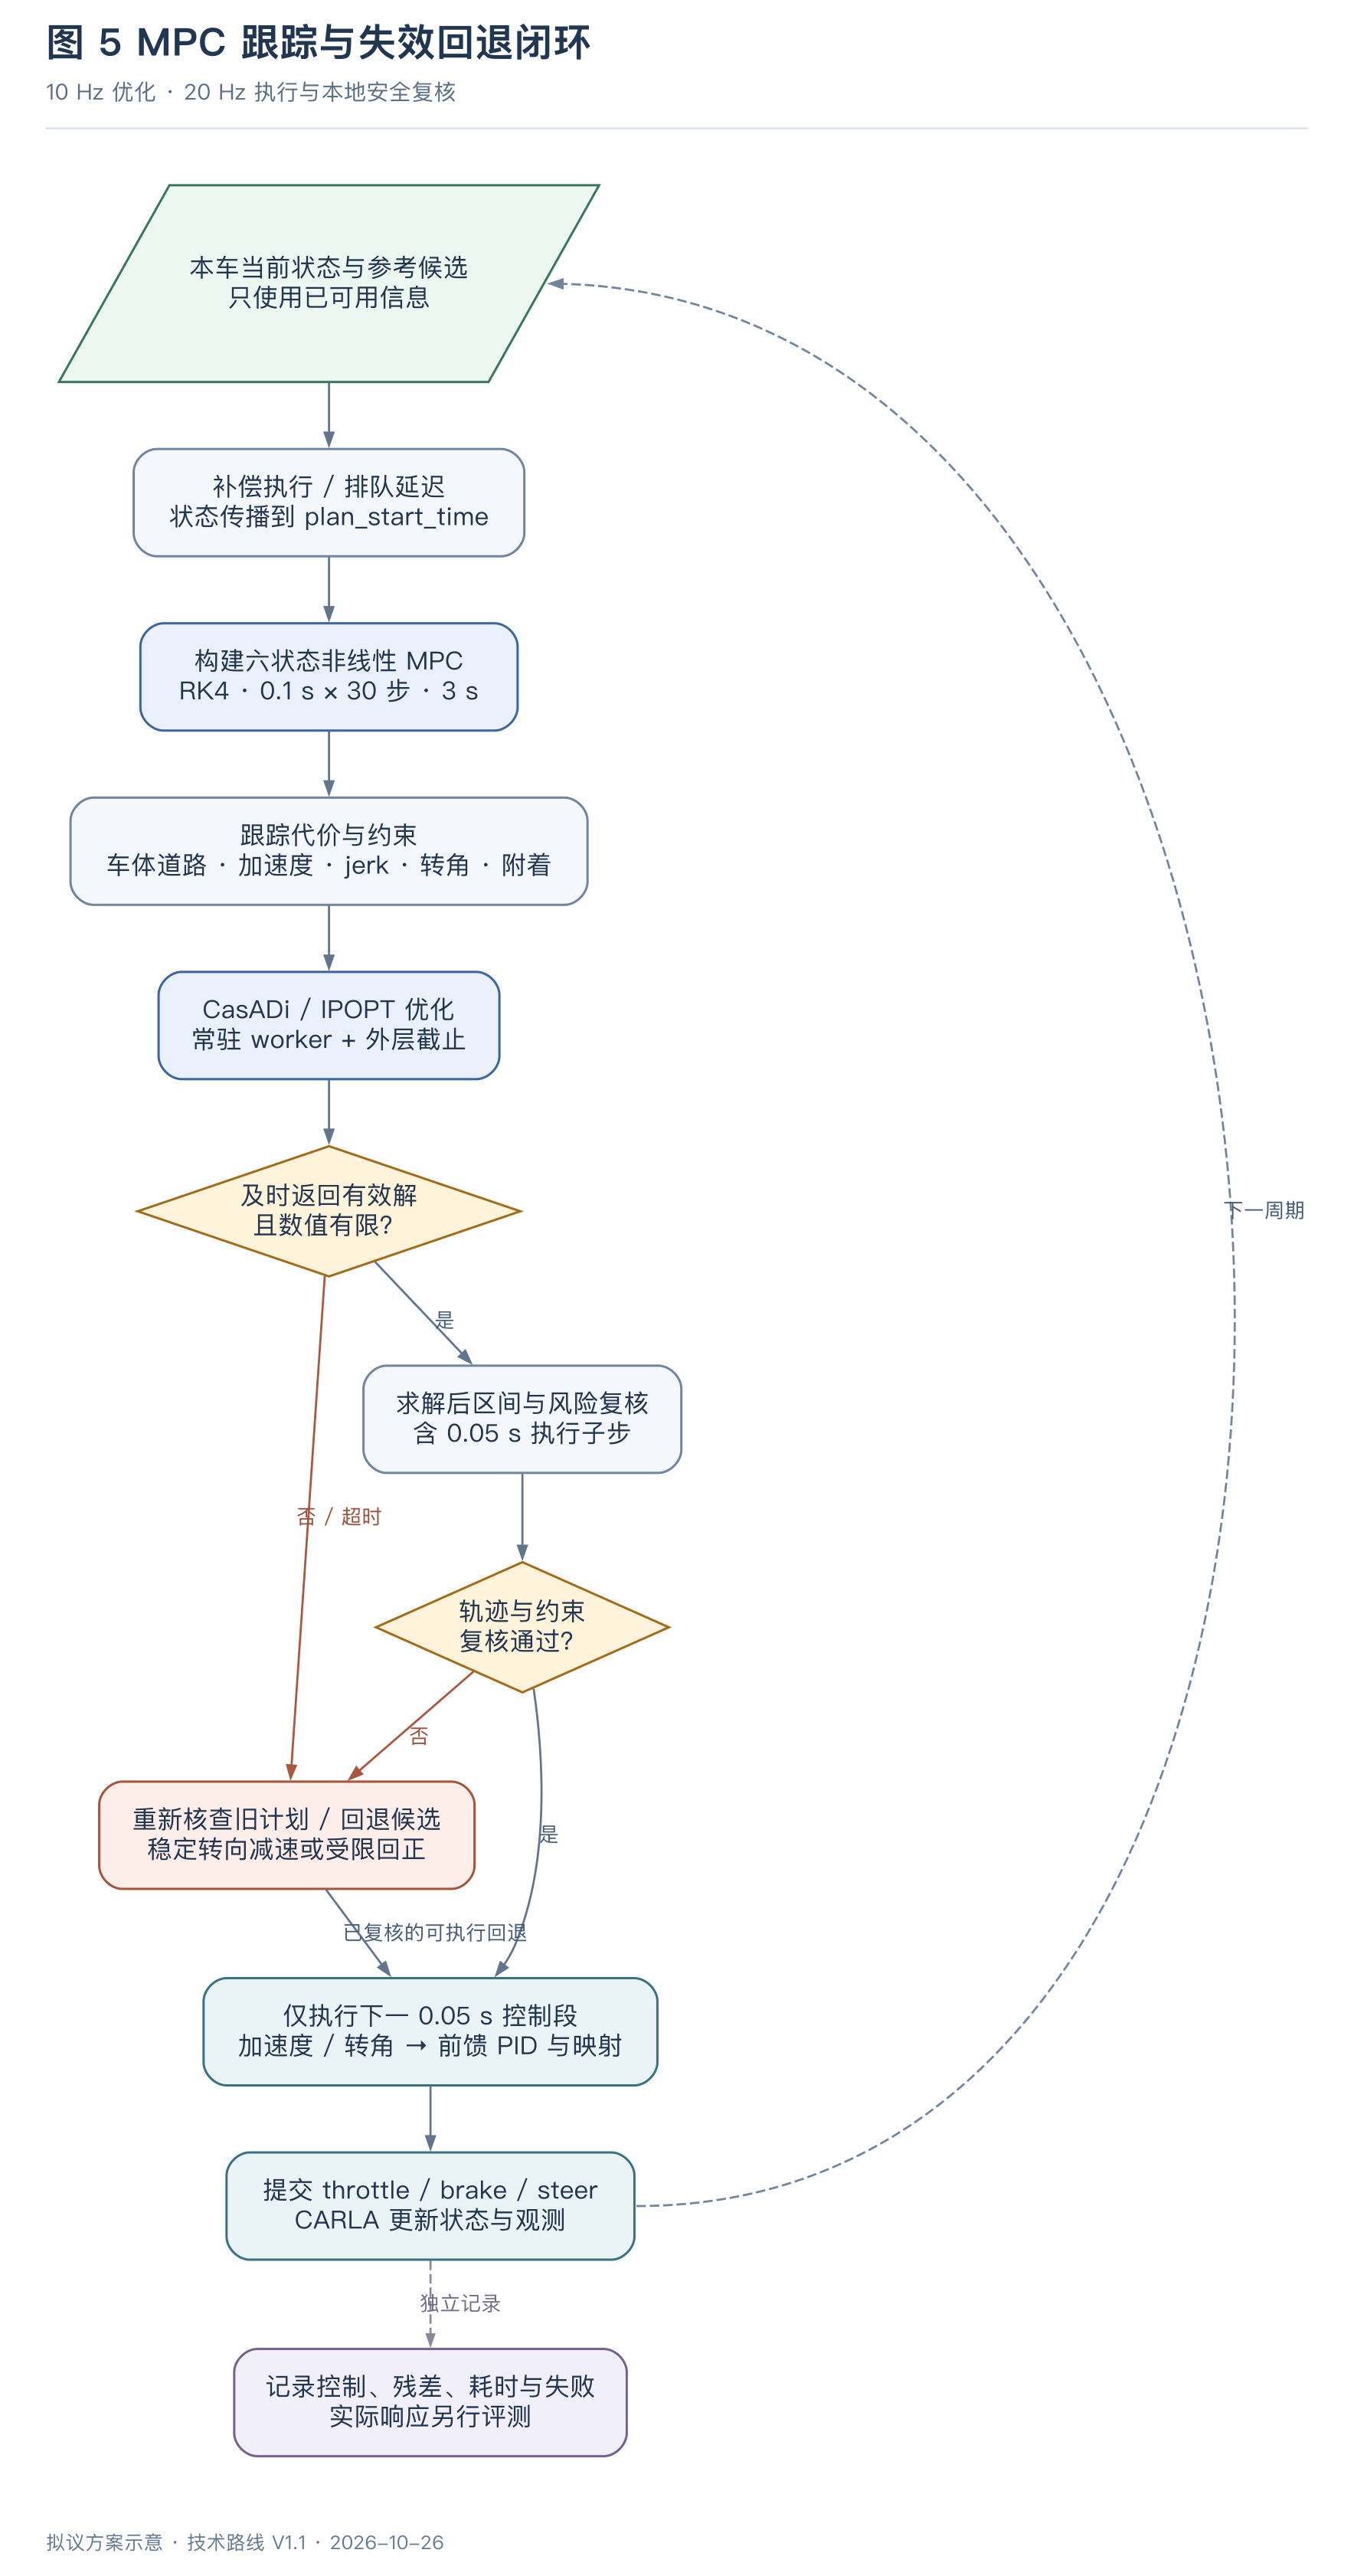 图 5 MPC 跟踪与失效回退闭环
10 Hz 优化 · 20 Hz 执行与本地安全复核
本车当前状态与参考候选
只使用已可用信息
补偿执行 / 排队延迟
状态传播到 plan_start_time
构建六状态非线性 MPC
RK4 · 0.1 s × 30 步 · 3 s
跟踪代价与约束
车体道路 · 加速度 · jerk · 转角 · 附着
CasADi / IPOPT 优化
常驻 worker + 外层截止
及时返回有效解
且数值有限?
下一周期
是
求解后区间与风险复核
含 0.05 s 执行子步
否 / 超时
轨迹与约束
复核通过?
否
重新核查旧计划 / 回退候选
稳定转向减速或受限回正
是
已复核的可执行回退
仅执行下一 0.05 s 控制段
加速度 / 转角 → 前馈 PID 与映射
提交 throttle / brake / steer
CARLA 更新状态与观测
独立记录
记录控制、残差、耗时与失败
实际响应另行评测
拟议方案示意 · 技术路线 V1.1 · 2026–10–26